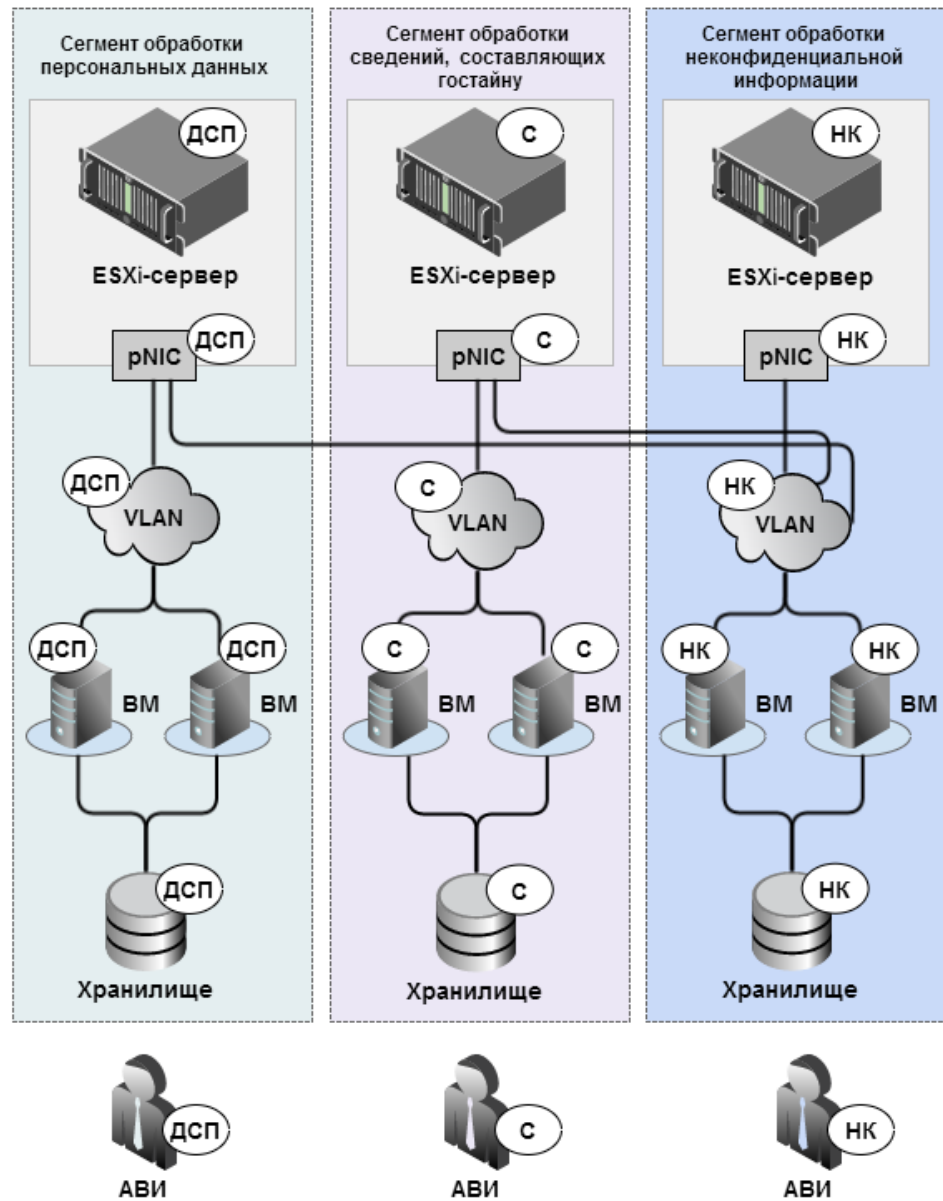 Сегмент обработки
персональных данных
Сегмент обработки
сведений, составляющих
гостайну
Сегмент обработки
неконфиденциальной
информации
ДСП
С
НК
ESXi-сервер
ESXi-сервер
ESXi-сервер
ДСП
С
НК
pNIC
pNIC
pNIC
ДСП
С
НК
VLAN
VLAN
VLAN
ДСП
ДСП
С
С
НК
НК
ВМ
ВМ
ВМ
ВМ
ВМ
ВМ
ДСП
С
НК
Хранилище
Хранилище
Хранилище
ДСП
С
НК
АВИ
АВИ
АВИ